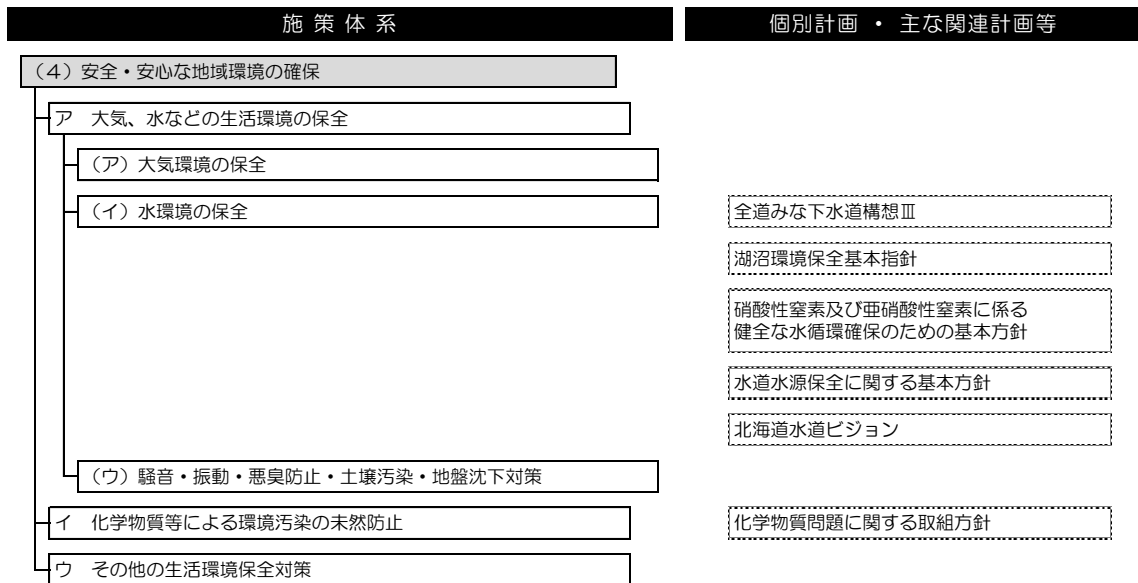 施 策 体 系
個別計画 ・ 主な関連計画等
（４）安全・安心な地域環境の確保
ア　大気、水などの生活環境の保全
（ア）大気環境の保全
（イ）水環境の保全
全道みな下水道構想Ⅲ
湖沼環境保全基本指針
硝酸性窒素及び亜硝酸性窒素に係る
健全な水循環確保のための基本方針
水道水源保全に関する基本方針
北海道水道ビジョン
（ウ）騒音・振動・悪臭防止・土壌汚染・地盤沈下対策
イ　化学物質等による環境汚染の未然防止
化学物質問題に関する取組方針
ウ　その他の生活環境保全対策